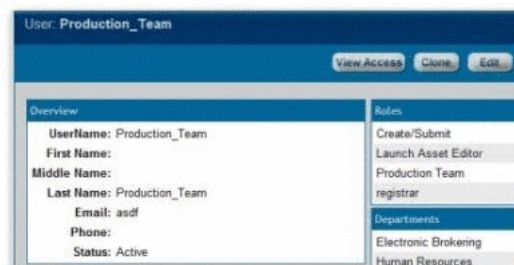 User: Production_Team
View Access Clone Edit
Overview
UserName: Production_Team
First Name:
Middle Name:
Last Name: Production_Team
Email: asdf
Phone:
Status: Active
Roles
Create/Submit
Launch Asset Editor
Production Team
registrar
Departments
Electronic Brokering
Human Resources